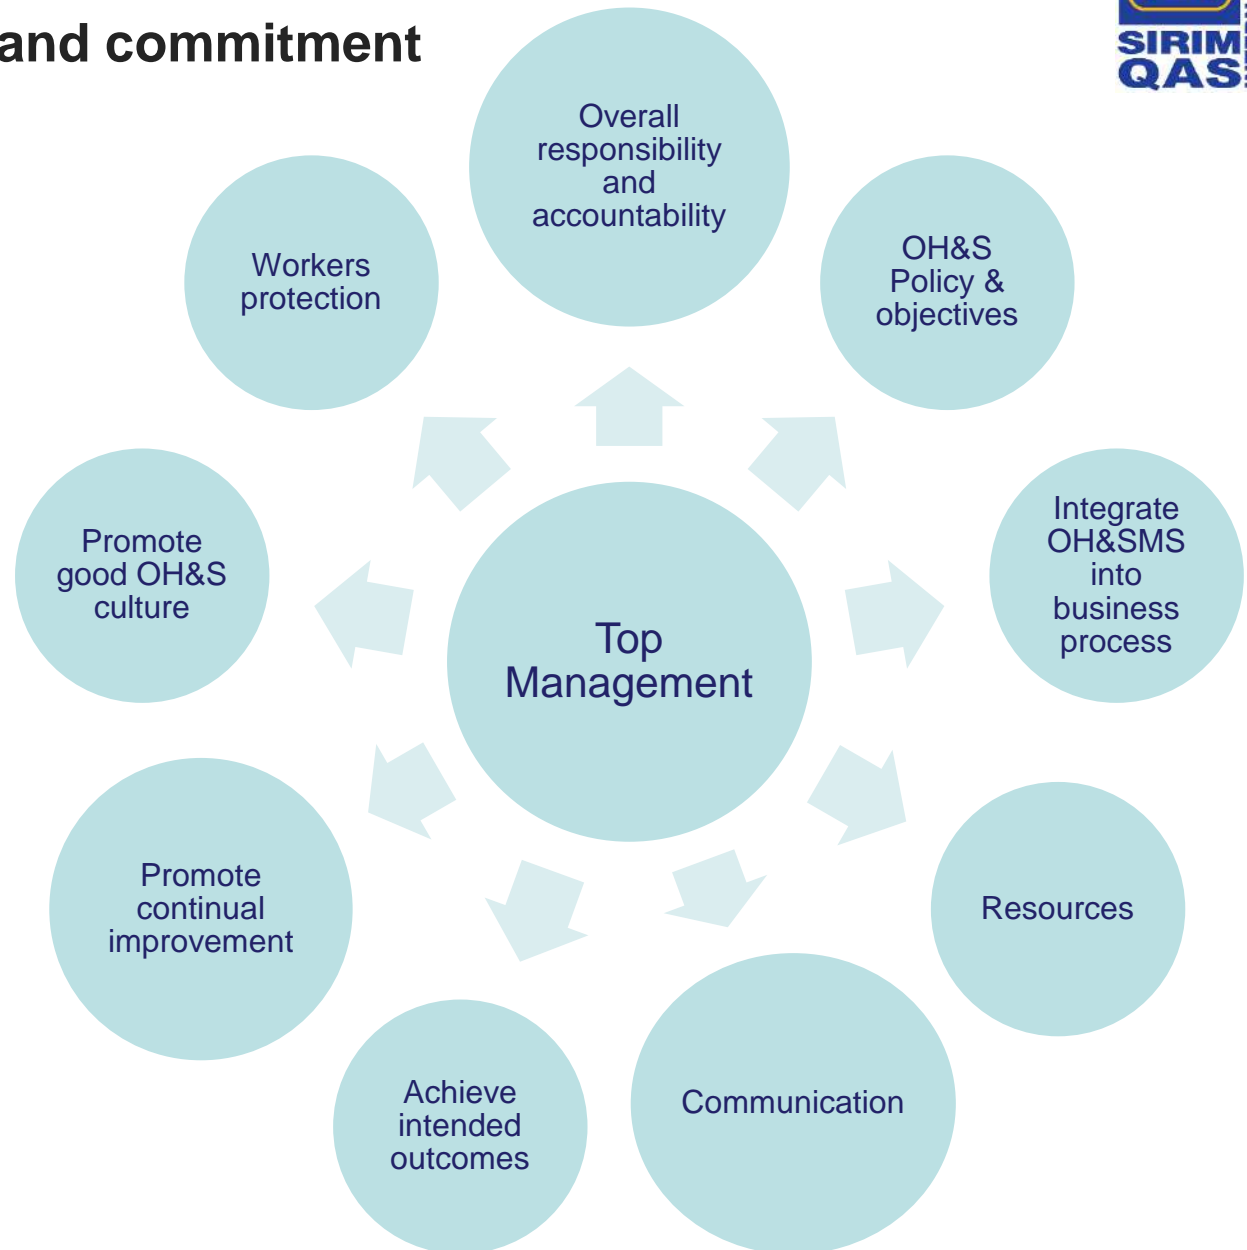 and commitment
SIRIM
QAS
Overall
responsibility
and
accountability
OH&S
Policy &
objectives
Integrate
OH&SMS
into
business
process
Resources
Communication
Achieve
intended
outcomes
Promote
continual
improvement
Promote
good OH&S
culture
Workers
protection
Top
Management